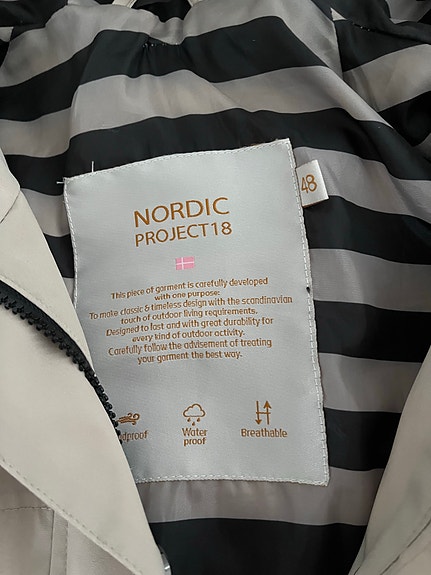 NORDIC
PROJECT18
48
This piece of garment is carefully developed
with one purpose:
To make classic & timeless design with the scandinavian
touch of outdoor living requirements.
Designed to last and with great durability for
every kind of outdoor activity.
Carefully follow the advisement of treating
your garment the best way.
dproof
Water
proof
Breathable